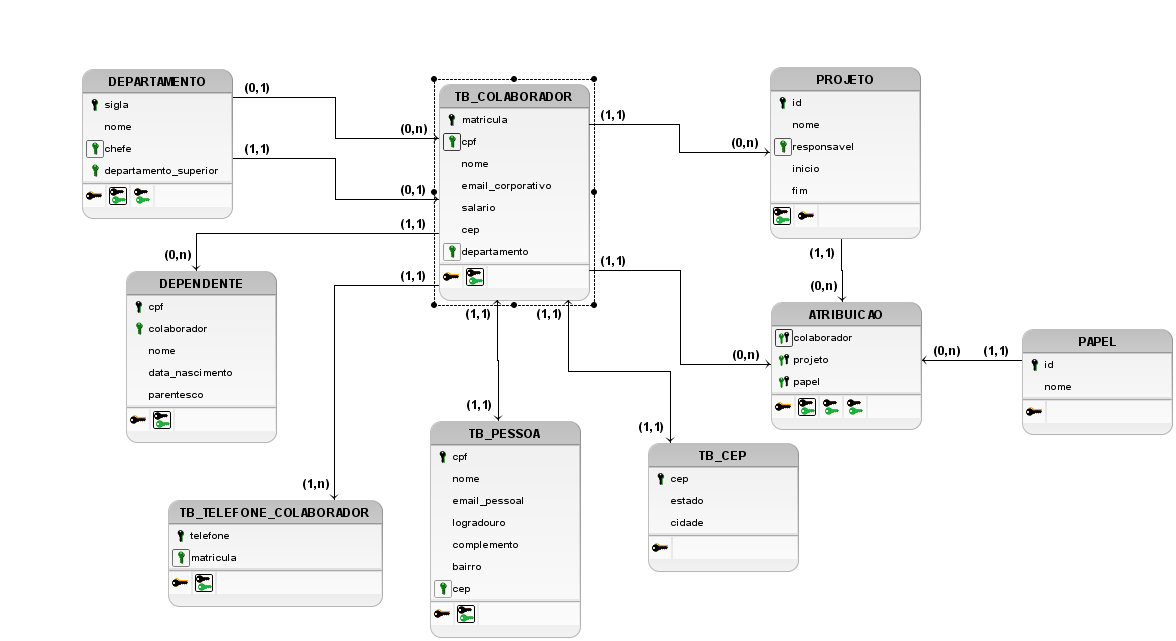 DEPARTAMENTO
sigla
nome
chefe
departamento_superior
(0,1)
(0,n)
(1,1)
(0,1)
TB_COLABORADOR
matricula
cpf
nome
email_corporativo
salario
cep
departamento
(1,1)
(0,n)
PROJETO
id
nome
responsavel
inicio
fim
(1,1)
(0,n)
DEPENDENTE
cpf
colaborador
nome
data_nascimento
parentesco
(1,1)
(1,n)
TB_TELEFONE_COLABORADOR
telefone
matricula
(1,1)
(1,1)
TB_PESSOA
cpf
nome
email_pessoal
logradouro
complemento
bairro
cep
(1,1)
(1,1)
TB_CEP
cep
estado
cidade
(1,1)
(0,n)
(1,1)
(0,n)
ATRIBUICAO
colaborador
projeto
papel
(0,n)
(1,1)
PAPEL
id
nome